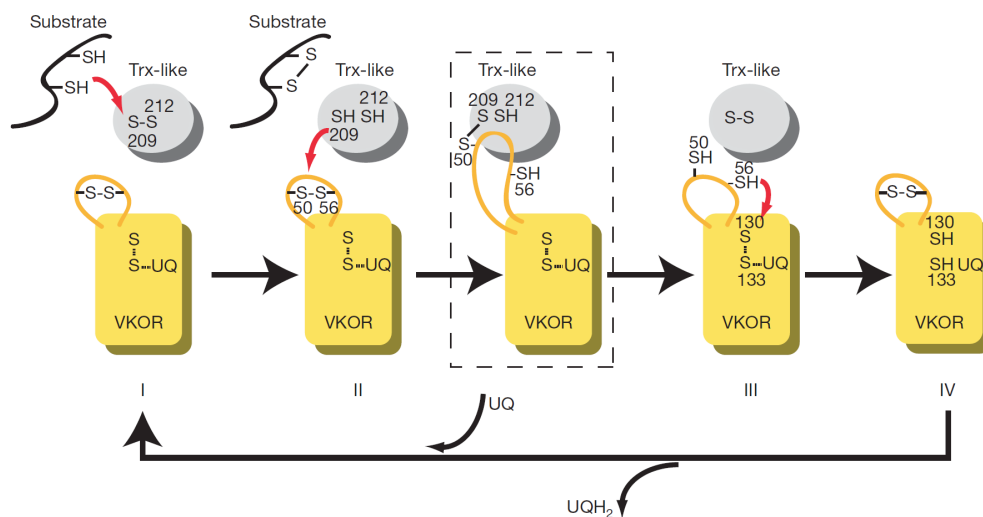 Substrate
SH
SH
Trx-like
212
S-S
209
-S-S-
S
S
UQ
VKOR
I
Substrate
S
S
Trx-like
212
SH SH
209
-S-S-
50 56
S
S
UQ
VKOR
II
Trx-like
209 212
S SH
S-
50
-SH
56
S
S
UQ
VKOR
Trx-like
S-S
50
SH
56
-SH
130
S
S
UQ
133
VKOR
III
-S-S-
130
SH
SH UQ
133
VKOR
IV
UQ
UQH₂